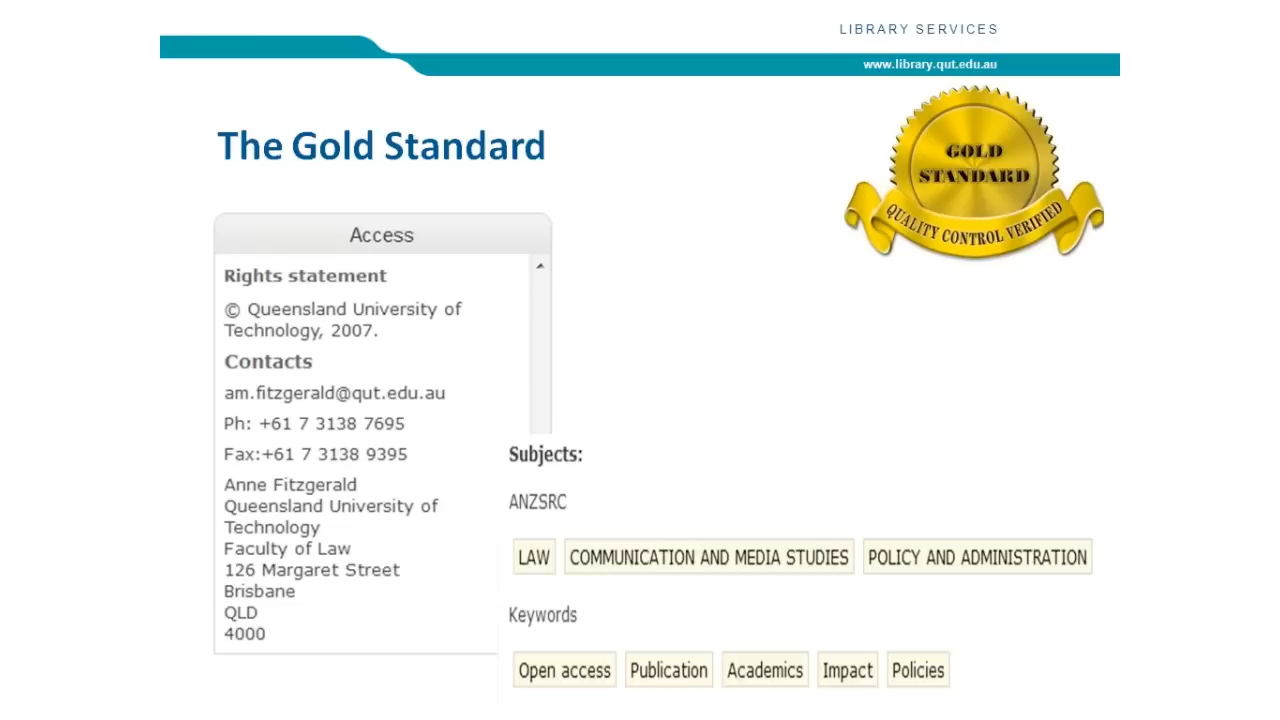 LIBRARY SERVICES
www.library.qut.edu.au
The Gold Standard
GOLD
STANDARD
QUALITY CONTROL VERIFIED
Access
Rights statement
© Queensland University of
Technology, 2007.
Contacts
am.fitzgerald@qut.edu.au
Ph: +61 7 3138 7695
Fax:+61 7 3138 9395
Anne Fitzgerald
Queensland University of
Technology
Faculty of Law
126 Margaret Street
Brisbane
QLD
4000
Subjects:
ANZSRC
LAW COMMUNICATION AND MEDIA STUDIES POLICY AND ADMINISTRATION
Keywords
Open access Publication Academics Impact Policies